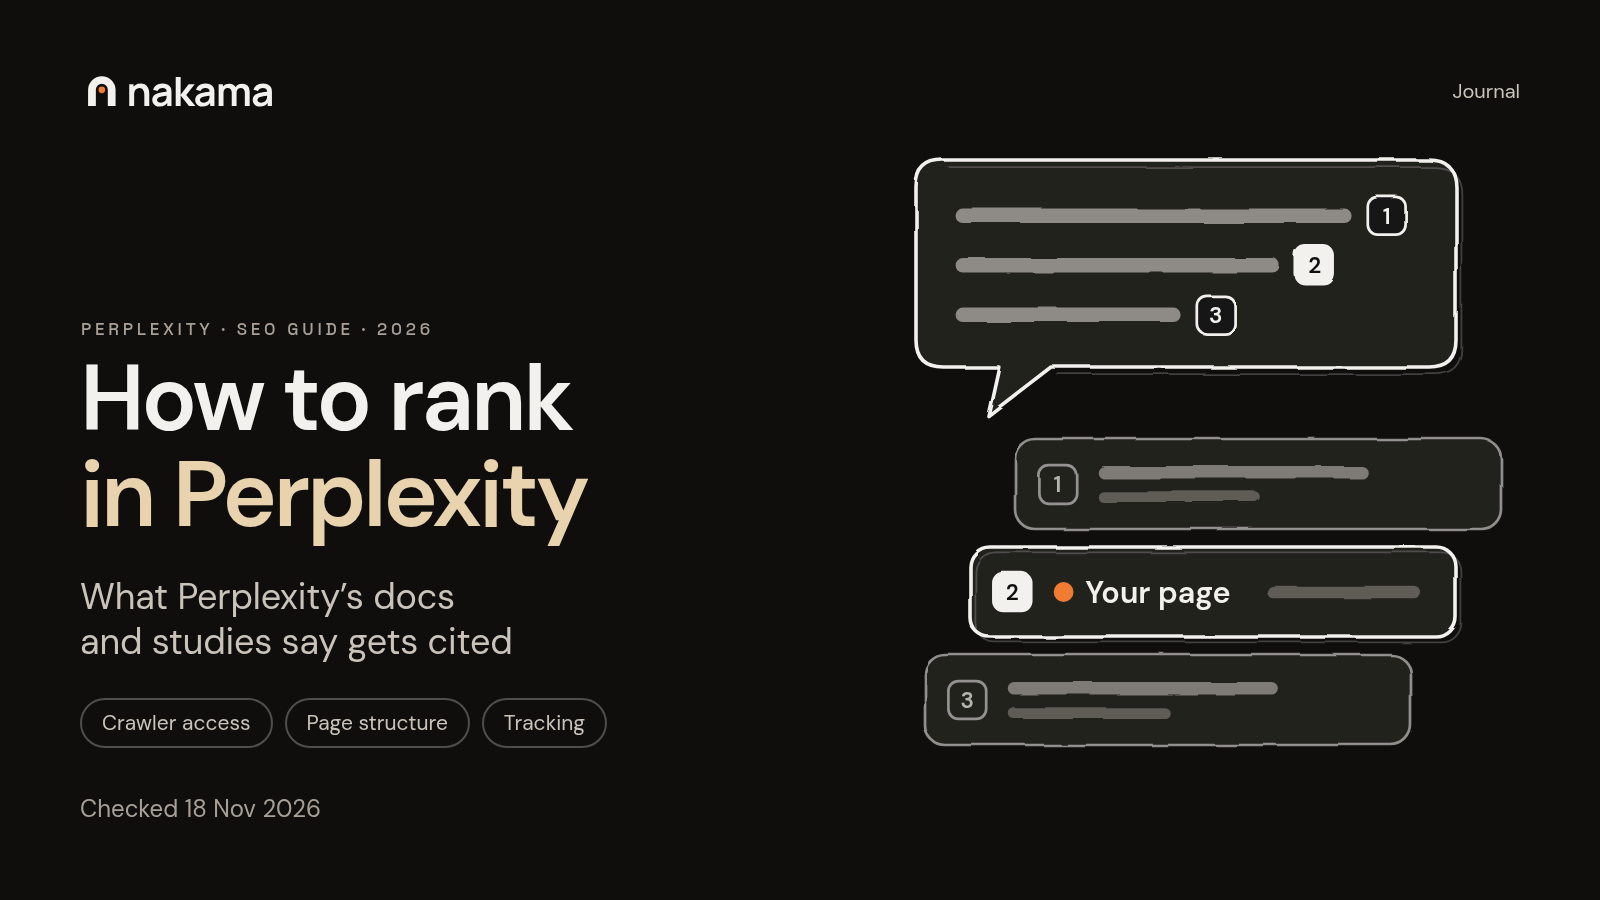 nakama
Journal
PERPLEXITY · SEO GUIDE · 2026
How to rank
in Perplexity
What Perplexity’s docs
and studies say gets cited
Crawler access
Page structure
Tracking
Checked 18 Nov 2026
1
2
3
1
2 Your page
3